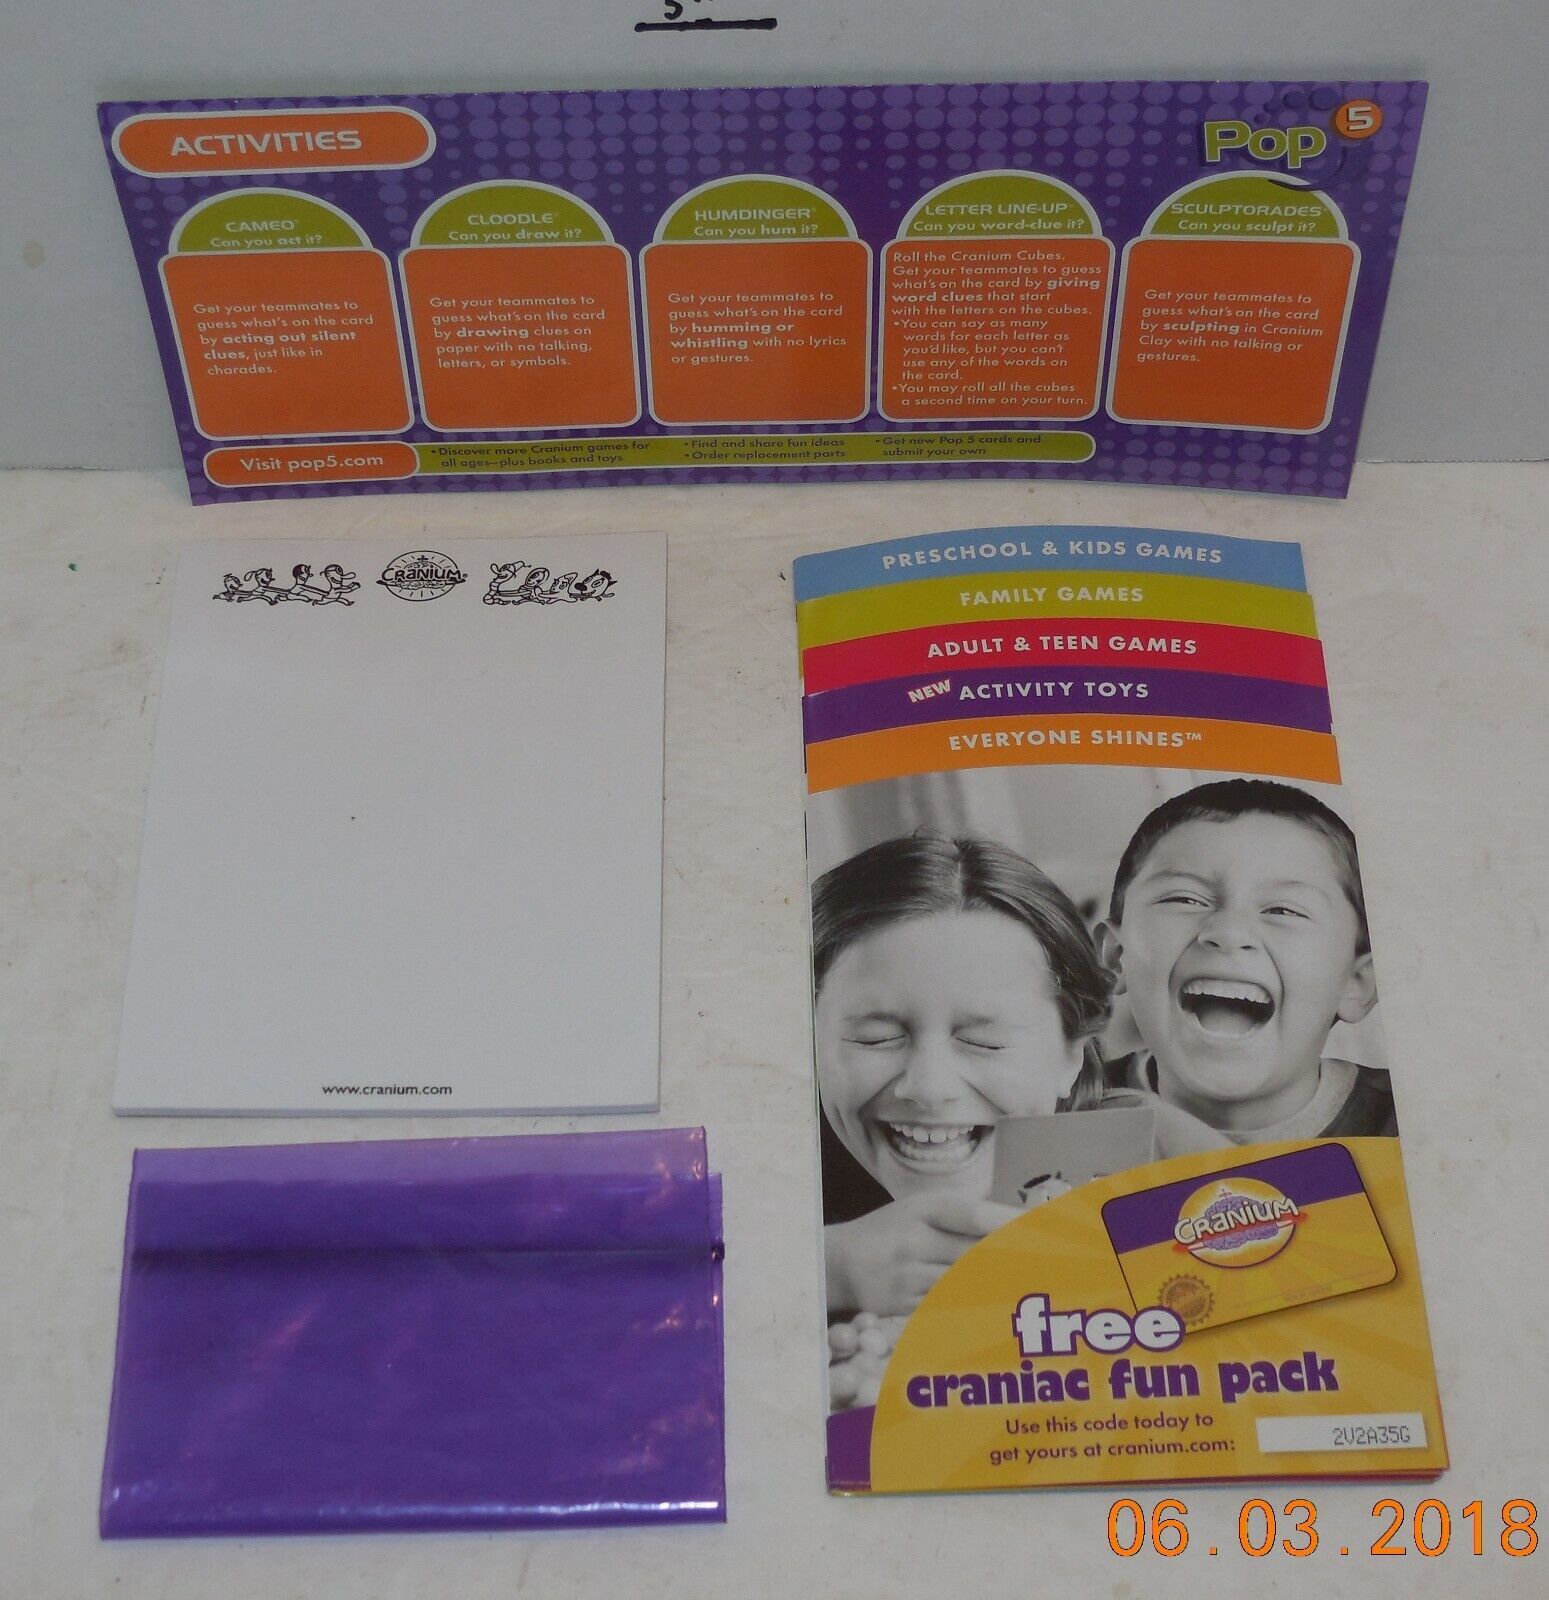 ACTIVITIES
Pop 5
CAMEO
Can you act it?
Get your teammates to
guess what's on the card
by acting out silent
clues, just like in
charades.
CLOODLE
Can you draw it?
Get your teammates to
guess what's on the card
by drawing clues on
paper with no talking,
letters, or symbols.
HUMDINGER
Can you hum it?
Get your teammates to
guess what's on the card
by humming or
whistling with no lyrics
or gestures.
LETTER LINE-UP
Can you word-clue it?
Roll the Cranium Cubes.
Get your teammates to guess
what's on the card by giving
word clues that start
with the letters on the cubes.
•You can say as many
words for each letter as
you'd like, but you can't
use any of the words on
the card.
•You may roll all the cubes
a second time on your turn.
SCULPTORADES
Can you sculpt it?
Get your teammates to
guess what's on the card
by sculpting in Cranium
Clay with no talking or
gestures.
Visit pop5.com
•Discover more Cranium games for
all ages—plus books and toys
•Find and share fun ideas
•Order replacement parts
•Get new Pop 5 cards and
submit your own
CRANIUM®
www.cranium.com
PRESCHOOL & KIDS GAMES
FAMILY GAMES
ADULT & TEEN GAMES
NEW ACTIVITY TOYS
EVERYONE SHINES™
CRANIUM
free
craniac fun pack
Use this code today to
get yours at cranium.com:
2V2A35G
06.03.2018